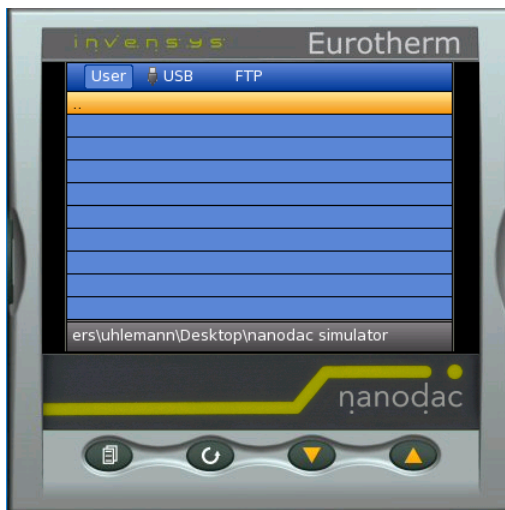 invensys Eurotherm
User USB FTP
..
ers\uhlemann\Desktop\nanodac simulator
nanodac